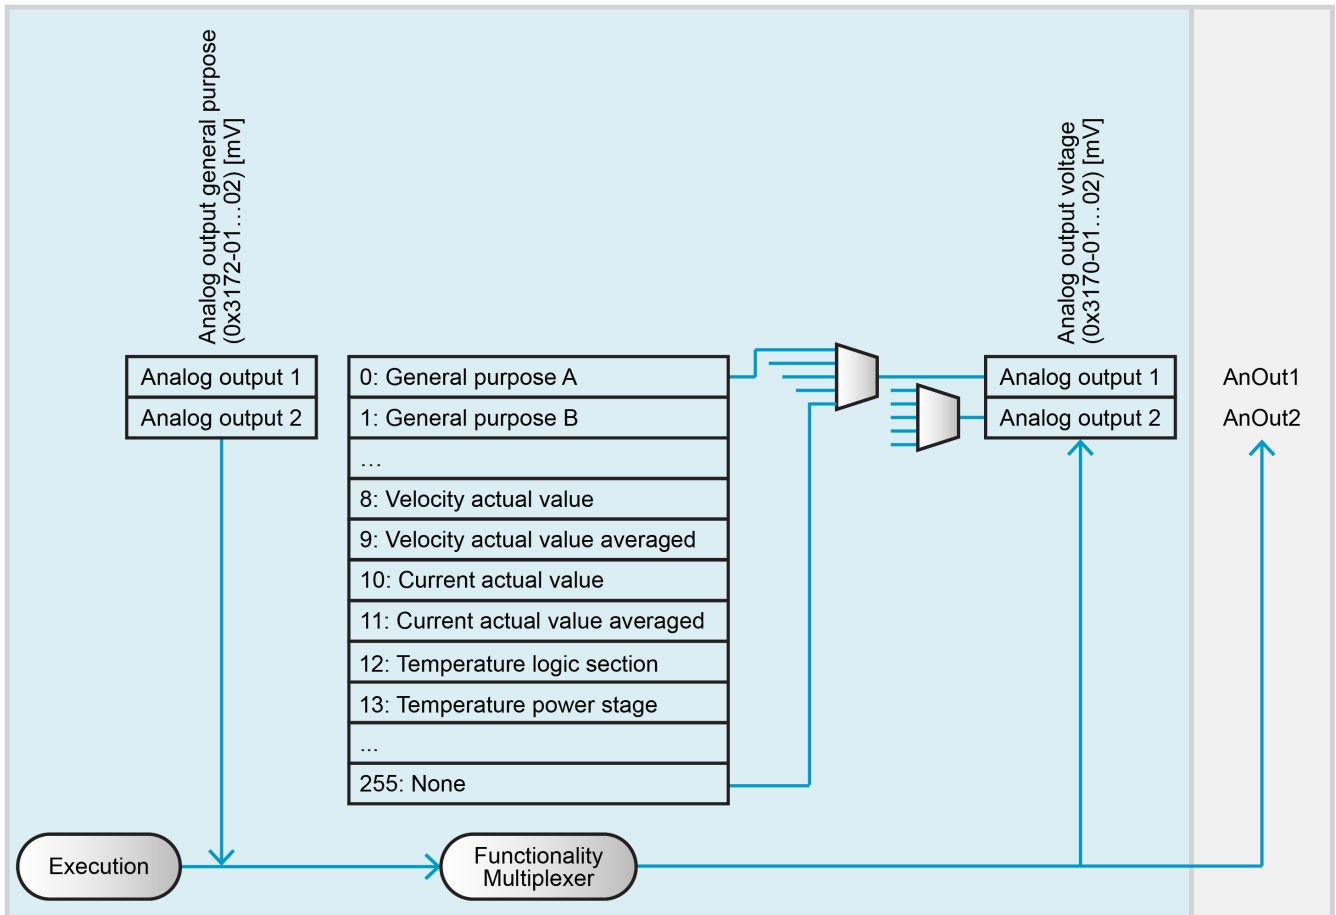 Analog output general purpose
(0x3172-01…02) [mV]
Analog output voltage
(0x3170-01…02) [mV]
Analog output 1
Analog output 2
0: General purpose A
1: General purpose B
…
8: Velocity actual value
9: Velocity actual value averaged
10: Current actual value
11: Current actual value averaged
12: Temperature logic section
13: Temperature power stage
...
255: None
Analog output 1
Analog output 2
AnOut1
AnOut2
Execution
Functionality
Multiplexer